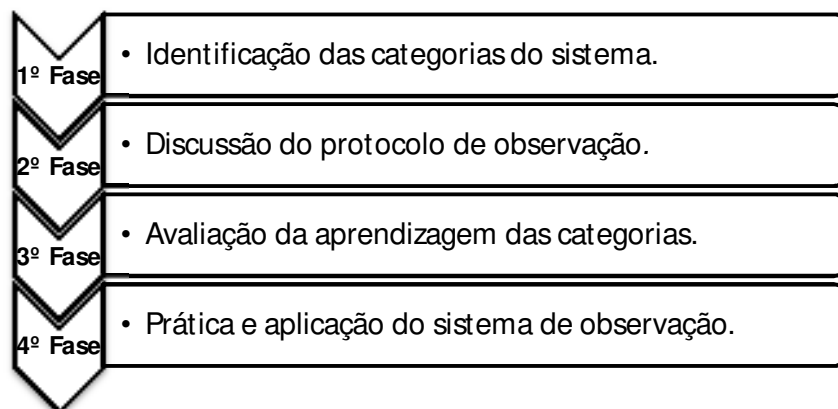 1º Fase
• Identificação das categorias do sistema.
2º Fase
• Discussão do protocolo de observação.
3º Fase
• Avaliação da aprendizagem das categorias.
4º Fase
• Prática e aplicação do sistema de observação.